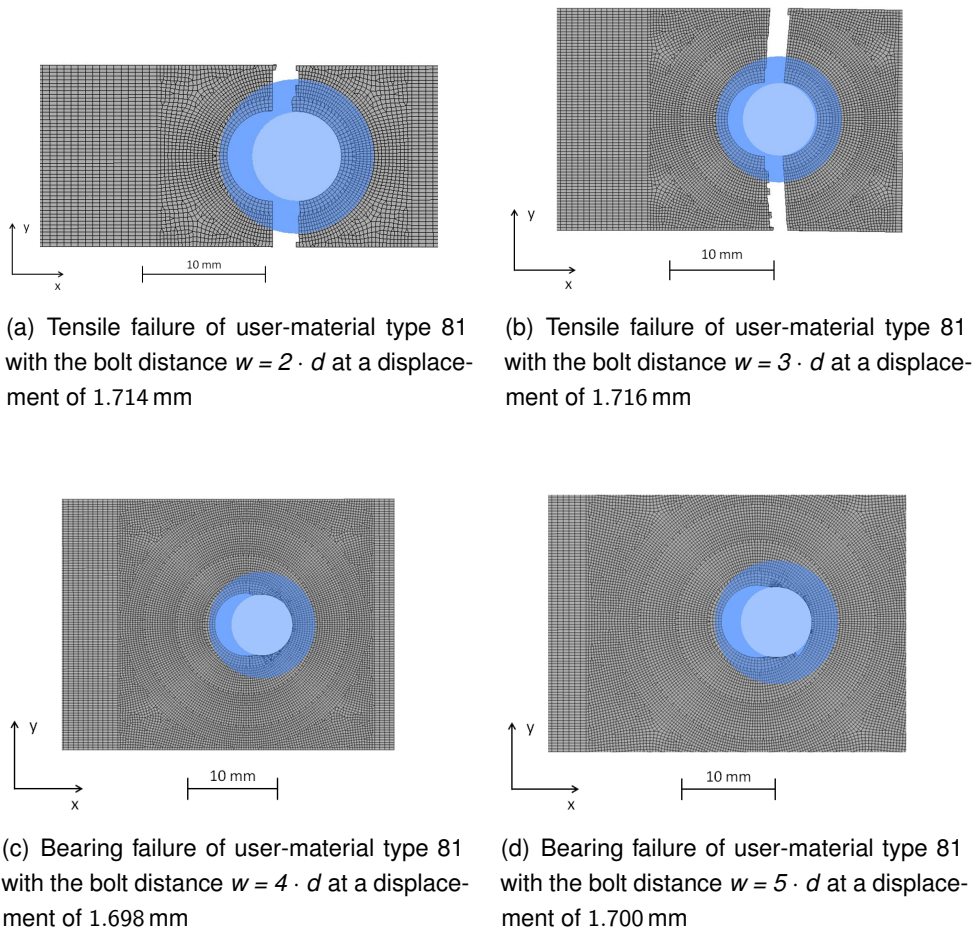 y
x
10 mm
y
x
10 mm
(a) Tensile failure of user-material type 81
with the bolt distance w = 2 · d at a displace-
ment of 1.714 mm
(b) Tensile failure of user-material type 81
with the bolt distance w = 3 · d at a displace-
ment of 1.716 mm
y
x
10 mm
y
x
10 mm
(c) Bearing failure of user-material type 81
with the bolt distance w = 4 · d at a displace-
ment of 1.698 mm
(d) Bearing failure of user-material type 81
with the bolt distance w = 5 · d at a displace-
ment of 1.700 mm